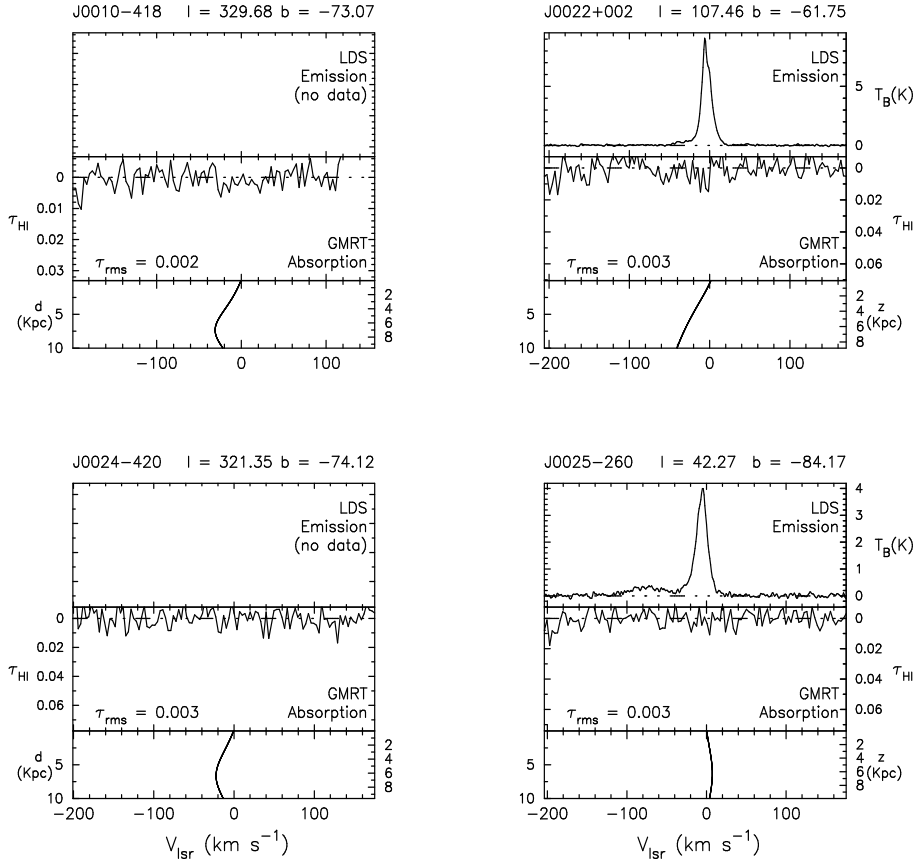 J0010−418 l = 329.68 b = −73.07
LDS
Emission
(no data)
0
0.01
0.02
0.03
τHI
GMRT
τrms = 0.002 Absorption
d
(Kpc)
5
10
2
4
6
8
−100 0 100
J0022+002 l = 107.46 b = −61.75
LDS
Emission
5
0
TB(K)
0
0.02
0.04
0.06
τHI
GMRT
τrms = 0.003 Absorption
5
10
2
4
6
8
z
(Kpc)
−200 −100 0 100
J0024−420 l = 321.35 b = −74.12
LDS
Emission
(no data)
0
0.02
0.04
0.06
τHI
GMRT
τrms = 0.003 Absorption
d
(Kpc)
5
10
2
4
6
8
−200 −100 0 100
Vlsr (km s−1)
J0025−260 l = 42.27 b = −84.17
LDS
Emission
4
3
2
1
0
TB(K)
0
0.02
0.04
0.06
τHI
GMRT
τrms = 0.003 Absorption
5
10
2
4
6
8
z
(Kpc)
−200 −100 0 100
Vlsr (km s−1)